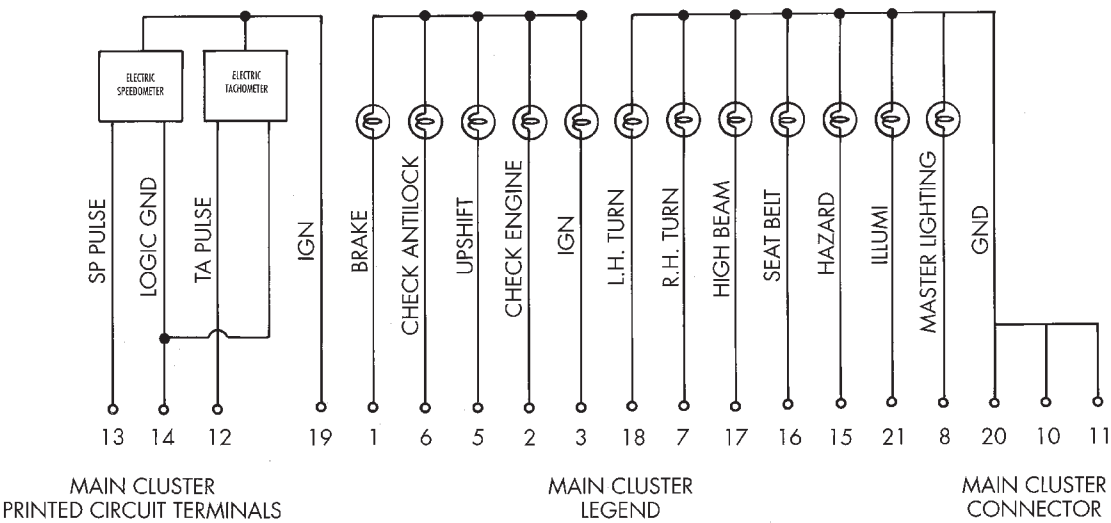 ELECTRIC
SPEEDOMETER
ELECTRIC
TACHOMETER
SP PULSE
LOGIC GND
TA PULSE
IGN
BRAKE
CHECK ANTILOCK
UPSHIFT
CHECK ENGINE
IGN
L.H. TURN
R.H. TURN
HIGH BEAM
SEAT BELT
HAZARD
ILLUMI
MASTER LIGHTING
GND
13 14 12 19 1 6 5 2 3 18 7 17 16 15 21 8 20 10 11
MAIN CLUSTER
PRINTED CIRCUIT TERMINALS
MAIN CLUSTER
LEGEND
MAIN CLUSTER
CONNECTOR